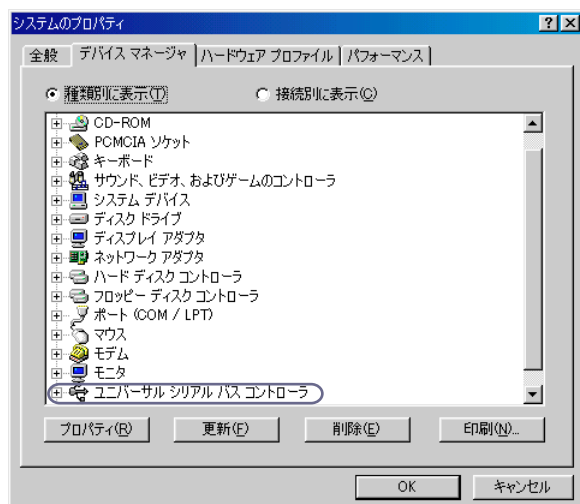 システムのプロパティ
全般 デバイス マネージャ ハードウェア プロファイル パフォーマンス
種類別に表示(T) 接続別に表示(C)
CD-ROM
PCMCIA ソケット
キーボード
サウンド、ビデオ、およびゲームのコントローラ
システム デバイス
ディスク ドライブ
ディスプレイ アダプタ
ネットワーク アダプタ
ハード ディスク コントローラ
フロッピー ディスク コントローラ
ポート (COM / LPT)
マウス
モデム
モニタ
ユニバーサル シリアル バス コントローラ
プロパティ(R) 更新(F) 削除(E) 印刷(N)...
OK キャンセル